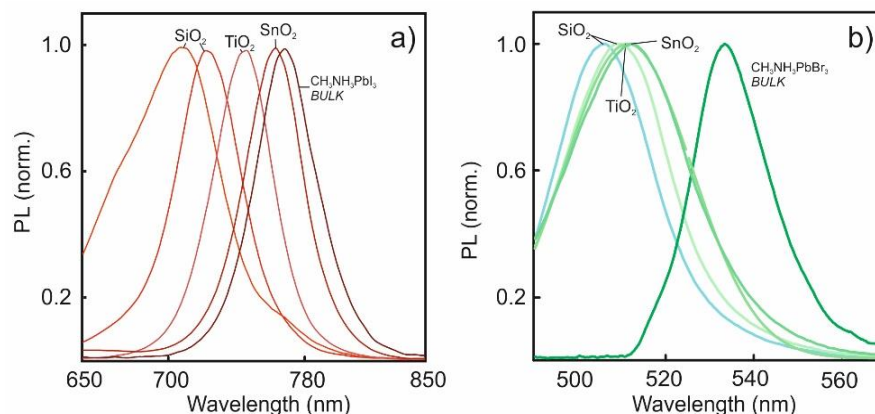 a)
SiO₂
TiO₂
SnO₂
CH₃NH₃PbI₃
BULK
PL (norm.)
1.0
0.6
0.2
650
700
780
850
Wavelength (nm)
b)
SiO₂
SnO₂
TiO₂
CH₃NH₃PbBr₃
BULK
PL (norm.)
1.0
0.6
0.2
500
520
540
560
Wavelength (nm)